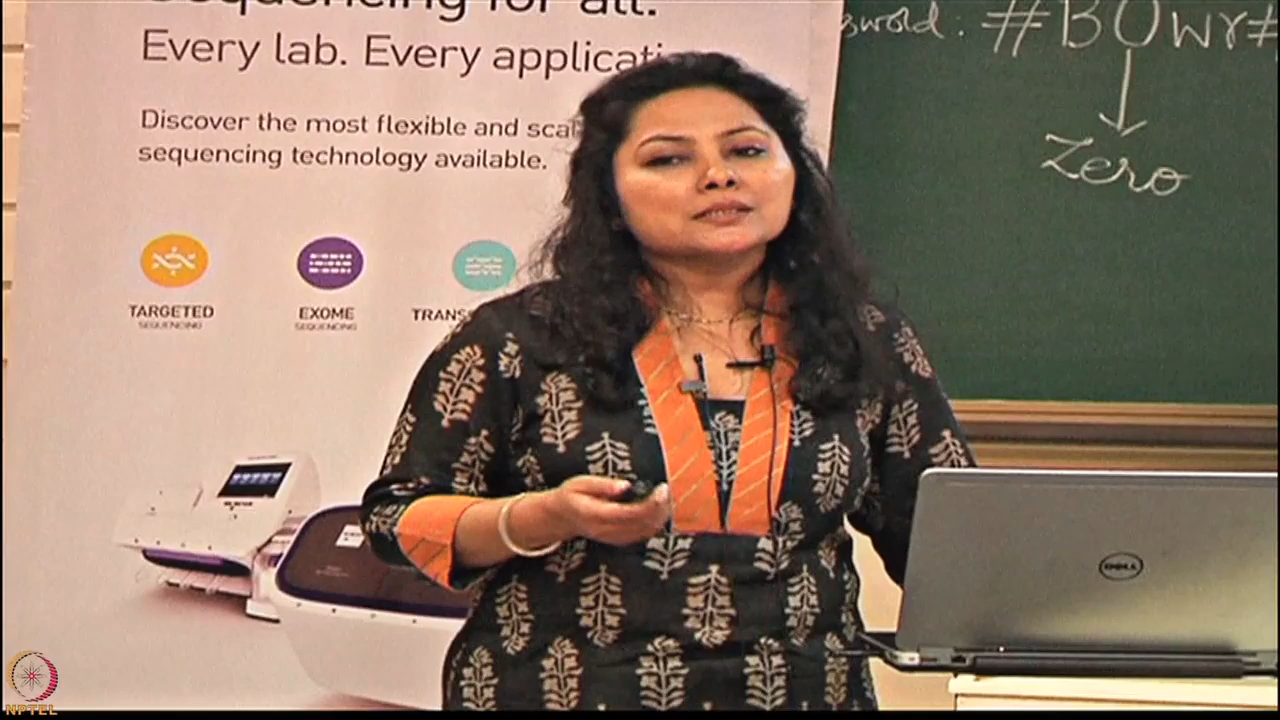 Sequencing for all.
Every lab. Every applicati
Discover the most flexible and scal
sequencing technology available.
TARGETED
SEQUENCING
EXOME
SEQUENCING
TRANS
sword: #B0wr#
Zero
DELL
NPTEL